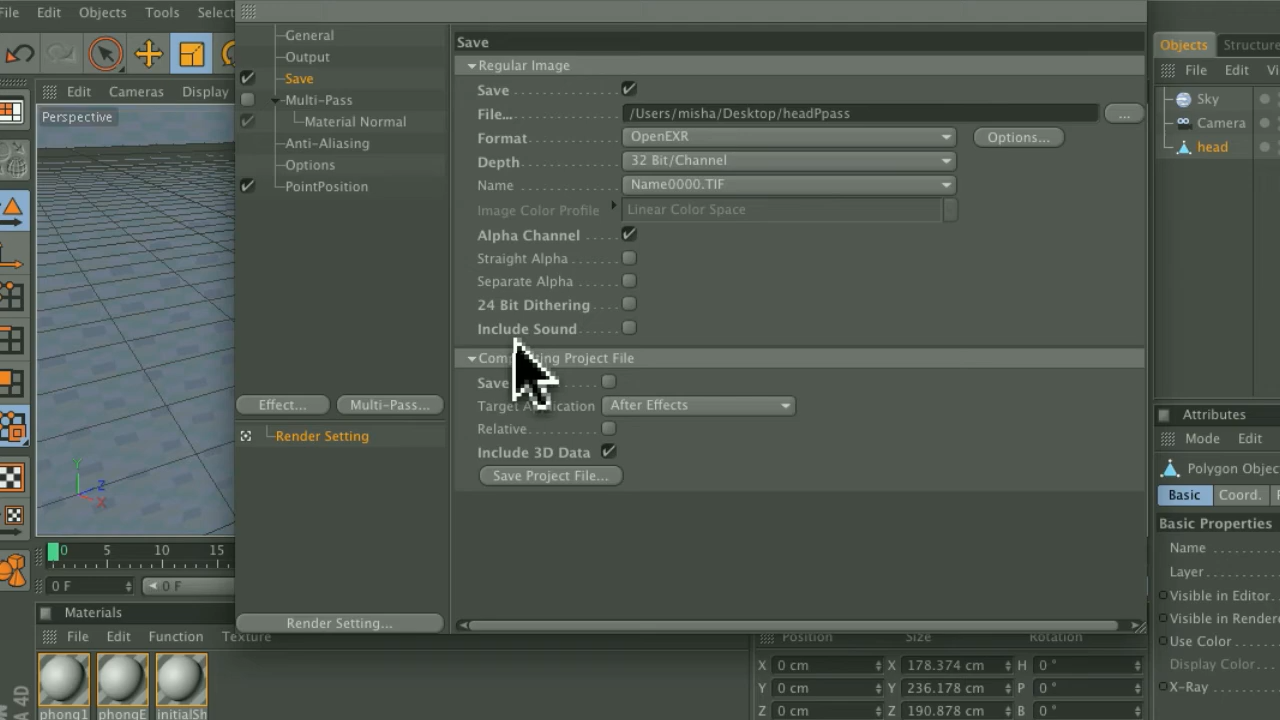 File Edit Objects Tools Select
Edit Cameras Display
Perspective
Y
Z
X
0 5 10 15
0 F
0 F
Materials
File Edit Function Texture
phong1 phongE initialSh
General
Output
Save
Multi-Pass
Material Normal
Anti-Aliasing
Options
PointPosition
Effect... Multi-Pass...
Render Setting
Render Setting...
Save
Regular Image
Save
File... /Users/misha/Desktop/headPpass ...
Format OpenEXR Options...
Depth 32 Bit/Channel
Name Name0000.TIF
Image Color Profile Linear Color Space
Alpha Channel
Straight Alpha
Separate Alpha
24 Bit Dithering
Include Sound
Project File
Save
Target After Effects
Relative
Include 3D Data
Save Project File...
Position Size Rotation
X 0 cm X 178.374 cm H 0 °
Y 0 cm Y 236.178 cm P 0 °
Z 0 cm Z 190.878 cm B 0 °
Objects Structure
File Edit Vi
Sky
Camera
head
Attributes
Mode Edit
Polygon Objec
Basic Coord.
Basic Properties
Name
Layer
Visible in Editor
Visible in Rendere
Use Color
Display Color
X-Ray
A 4D